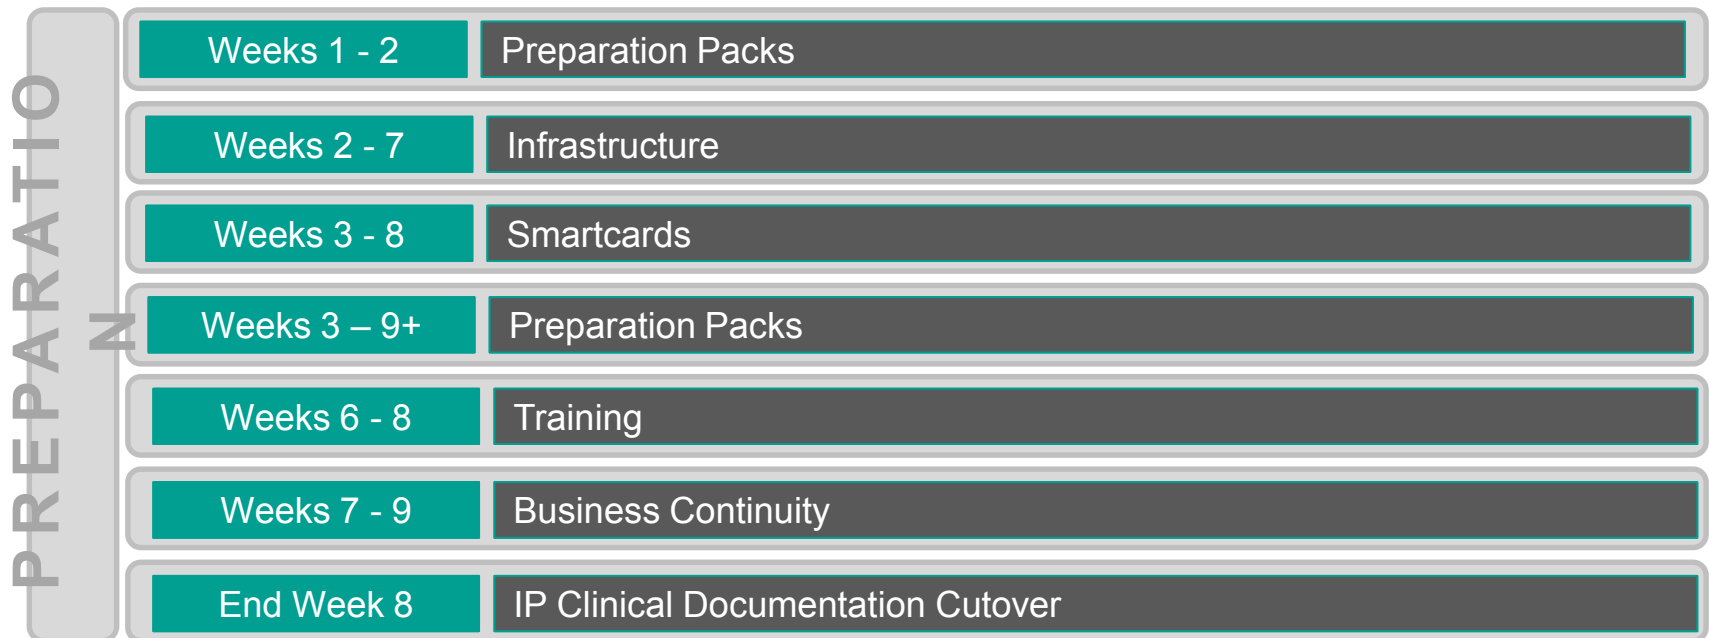 PREPARATIO
N
Weeks 1 - 2 Preparation Packs
Weeks 2 - 7 Infrastructure
Weeks 3 - 8 Smartcards
Weeks 3 – 9+ Preparation Packs
Weeks 6 - 8 Training
Weeks 7 - 9 Business Continuity
End Week 8 IP Clinical Documentation Cutover